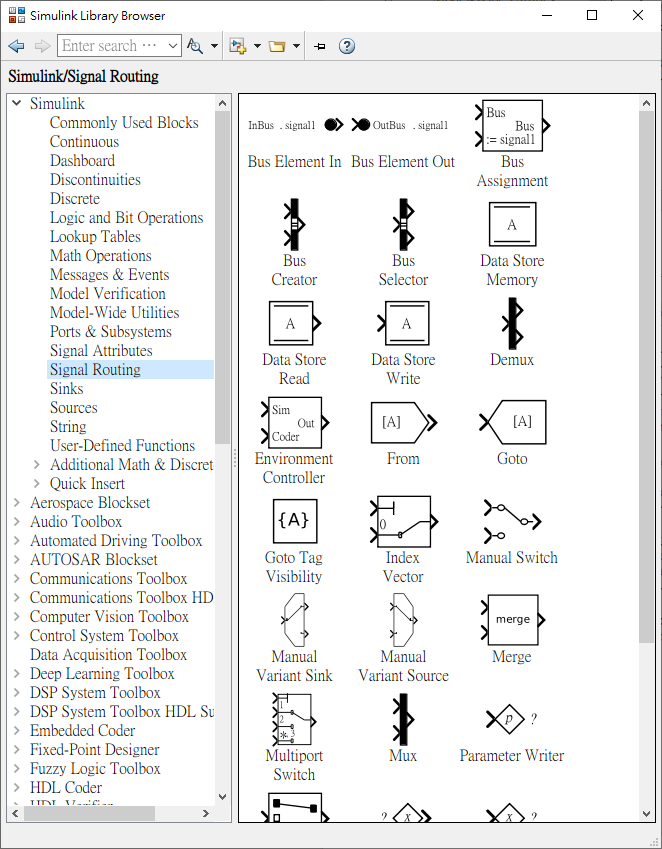 Simulink Library Browser
Enter search ···
Simulink/Signal Routing
Simulink
Commonly Used Blocks
Continuous
Dashboard
Discontinuities
Discrete
Logic and Bit Operations
Lookup Tables
Math Operations
Messages & Events
Model Verification
Model-Wide Utilities
Ports & Subsystems
Signal Attributes
Signal Routing
Sinks
Sources
String
User-Defined Functions
Additional Math & Discret
Quick Insert
Aerospace Blockset
Audio Toolbox
Automated Driving Toolbox
AUTOSAR Blockset
Communications Toolbox
Communications Toolbox HD
Computer Vision Toolbox
Control System Toolbox
Data Acquisition Toolbox
Deep Learning Toolbox
DSP System Toolbox
DSP System Toolbox HDL Su
Embedded Coder
Fixed-Point Designer
Fuzzy Logic Toolbox
HDL Coder
HDL Verifier
InBus . signal1
Bus Element In
OutBus . signal1
Bus Element Out
Bus
Bus
:= signal1
Bus
Assignment
Bus
Creator
Bus
Selector
A
Data Store
Memory
A
Data Store
Read
A
Data Store
Write
Demux
Sim
Out
Coder
Environment
Controller
[A]
From
[A]
Goto
{A}
Goto Tag
Visibility
0
Index
Vector
Manual Switch
Manual
Variant Sink
Manual
Variant Source
merge
Merge
1
2
*, 3
Multiport
Switch
Mux
p ?
Parameter Writer
? x
x ?